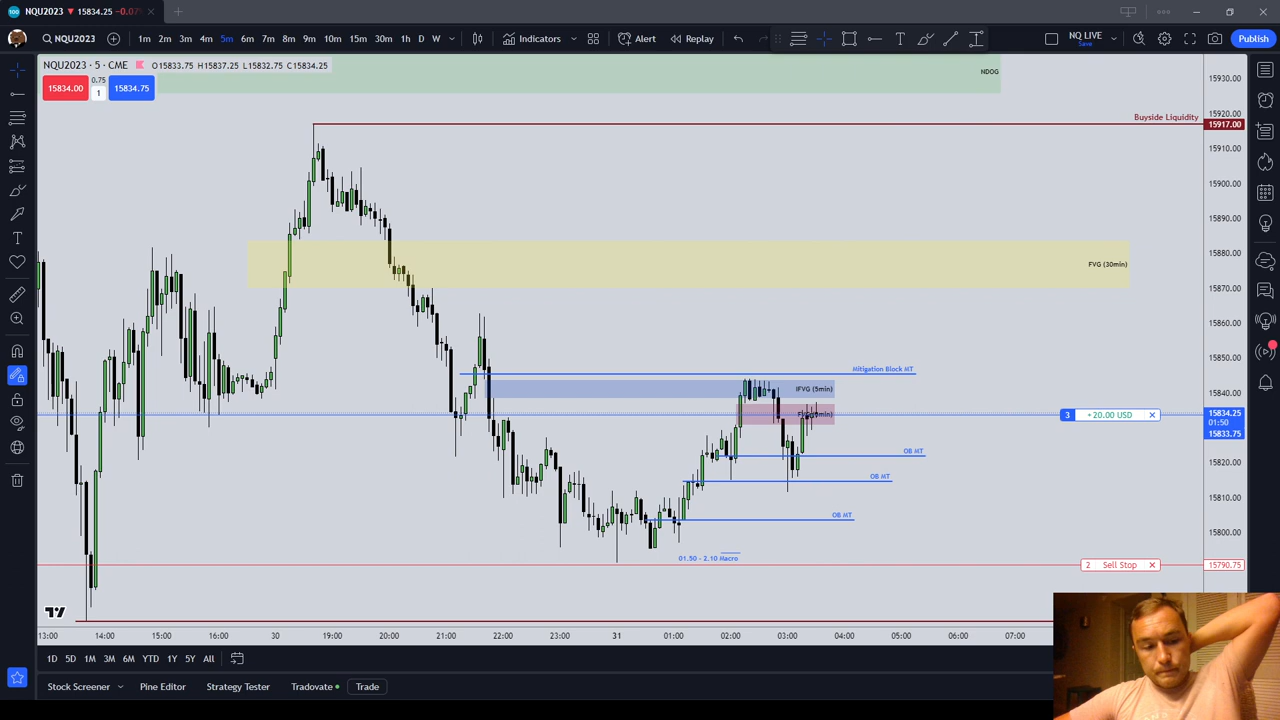 NQU2023 ▼ 15834.25 −0.07
NQU2023 1m 2m 3m 4m 5m 6m 7m 8m 9m 10m 15m 30m 1h D W Indicators Alert Replay NQ LIVE Save Publish
NQU2023 · 5 · CME O15833.75 H15837.25 L15832.75 C15834.25
15834.00 0.75 1 15834.75
NDOG
15930.00
15920.00
Buyside Liquidity
15917.00
15910.00
15900.00
15890.00
15880.00
FVG (30min)
15870.00
15860.00
15850.00
Mitigation Block MT
IFVG (5min)
15840.00
3 +20.00 USD
15834.25
01:50
15833.75
OB MT
15820.00
OB MT
15810.00
OB MT
15800.00
01.50 - 2.10 Macro
2 Sell Stop
15790.75
13:00 14:00 15:00 16:00 30 19:00 20:00 21:00 22:00 23:00 31 01:00 02:00 03:00 04:00 05:00 06:00 07:00
1D 5D 1M 3M 6M YTD 1Y 5Y All
Stock Screener Pine Editor Strategy Tester Tradovate Trade